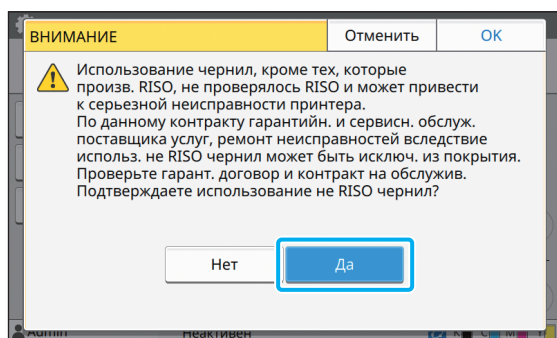 ВНИМАНИЕ
Отменить
OK
Использование чернил, кроме тех, которые
произв. RISO, не проверялось RISO и может привести
к серьезной неисправности принтера.
По данному контракту гарантийн. и сервисн. обслуж.
поставщика услуг, ремонт неисправностей вследствие
использ. не RISO чернил может быть исключ. из покрытия.
Проверьте гарант. договор и контракт на обслужив.
Подтверждаете использование не RISO чернил?
Нет
Да
Admin
Неактивен
K C M Y